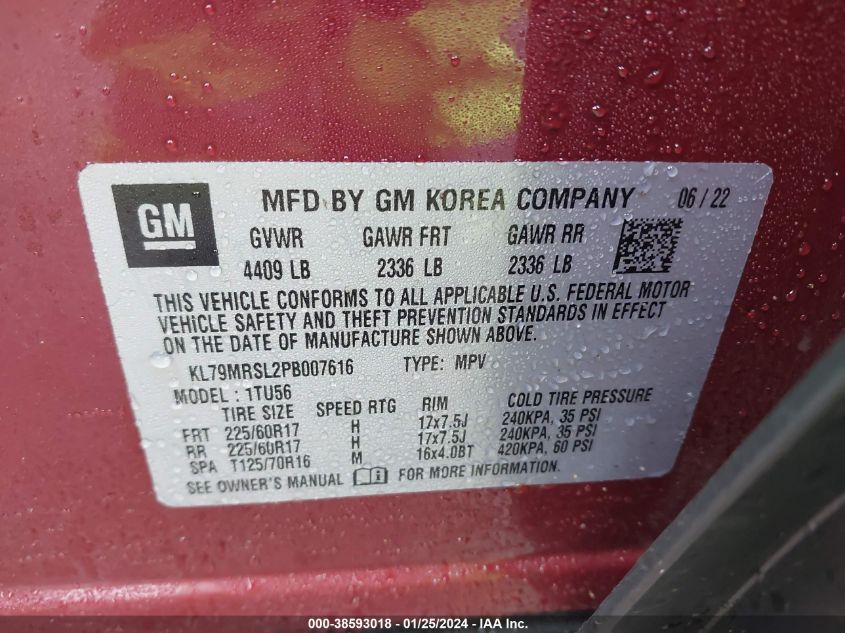 GM
MFD BY GM KOREA COMPANY 06/22
GVWR GAWR FRT GAWR RR
4409 LB 2336 LB 2336 LB
THIS VEHICLE CONFORMS TO ALL APPLICABLE U.S. FEDERAL MOTOR
VEHICLE SAFETY AND THEFT PREVENTION STANDARDS IN EFFECT
ON THE DATE OF MANUFACTURE SHOWN ABOVE.
KL79MRSL2PB007616 TYPE: MPV
MODEL : 1TU56
TIRE SIZE SPEED RTG RIM COLD TIRE PRESSURE
FRT 225/60R17 H 17x7.5J 240KPA, 35 PSI
RR 225/60R17 H 17x7.5J 240KPA, 35 PSI
SPA T125/70R16 M 16x4.0BT 420KPA, 60 PSI
SEE OWNER'S MANUAL FOR MORE INFORMATION.
000-38593018 - 01/25/2024 - IAA Inc.